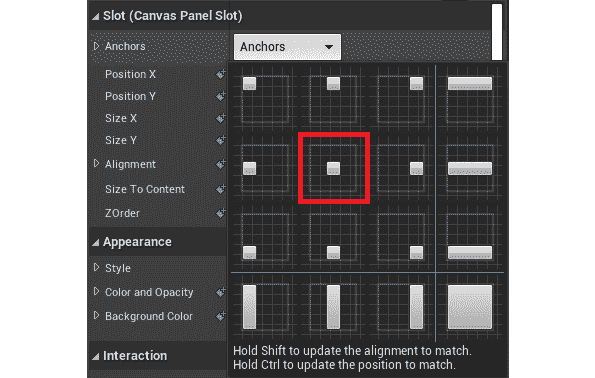 Slot (Canvas Panel Slot)
Anchors
Anchors
Position X
Position Y
Size X
Size Y
Alignment
Size To Content
ZOrder
Appearance
Style
Color and Opacity
Background Color
Interaction
Hold Shift to update the alignment to match.
Hold Ctrl to update the position to match.